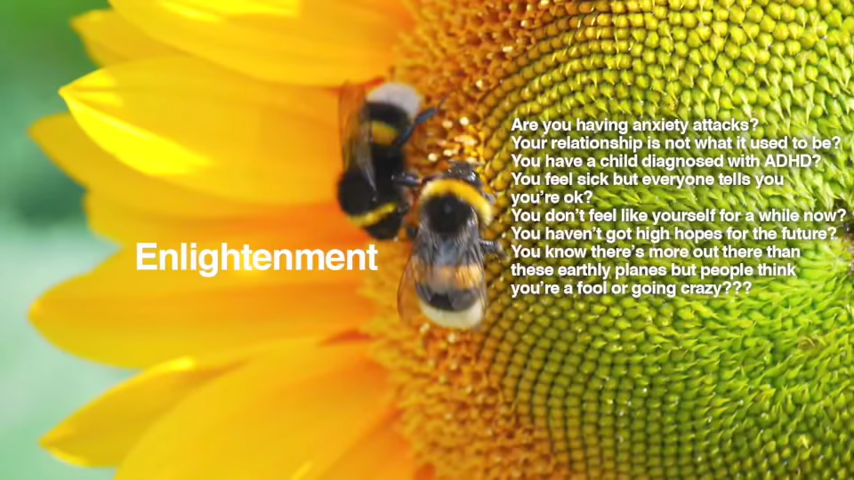 Enlightenment
Are you having anxiety attacks?
Your relationship is not what it used to be?
You have a child diagnosed with ADHD?
You feel sick but everyone tells you
you're ok?
You don't feel like yourself for a while now?
You haven't got high hopes for the future?
You know there's more out there than
these earthly planes but people think
you're a fool or going crazy???